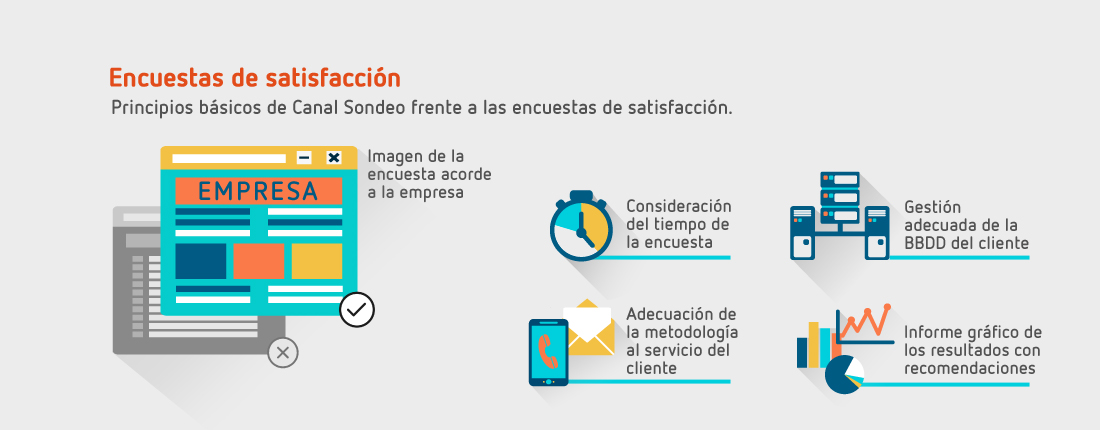 Encuestas de satisfacción
Principios básicos de Canal Sondeo frente a las encuestas de satisfacción.
EMPRESA
Imagen de la
encuesta acorde
a la empresa
Consideración
del tiempo de
la encuesta
Gestión
adecuada de la
BBDD del cliente
Adecuación de
la metodología
al servicio del
cliente
Informe gráfico de
los resultados con
recomendaciones